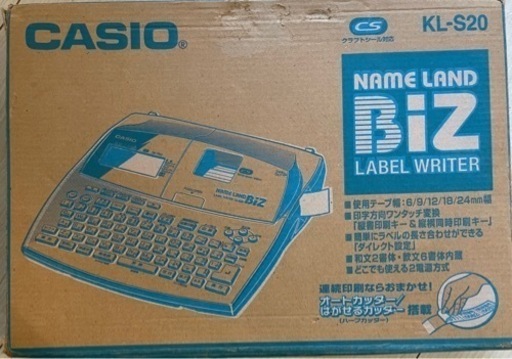 CASIO®
CS
クラフトシール対応
KL-S20
NAME LAND
BiZ
LABEL WRITER
CASIO
NAME LAND
BiZ
■使用テープ幅:6/9/12/18/24mm幅
■印字方向ワンタッチ変換
「縦書印刷キー&縦横同時印刷キー」
■簡単にラベルの長さ合わせができる
「ダイレクト設定」
■和文2書体・欧文6書体内蔵
■どこでも使える2電源方式
連続印刷ならおまかせ!
オートカッター/
はがせるカッター搭載
(ハーフカッター)